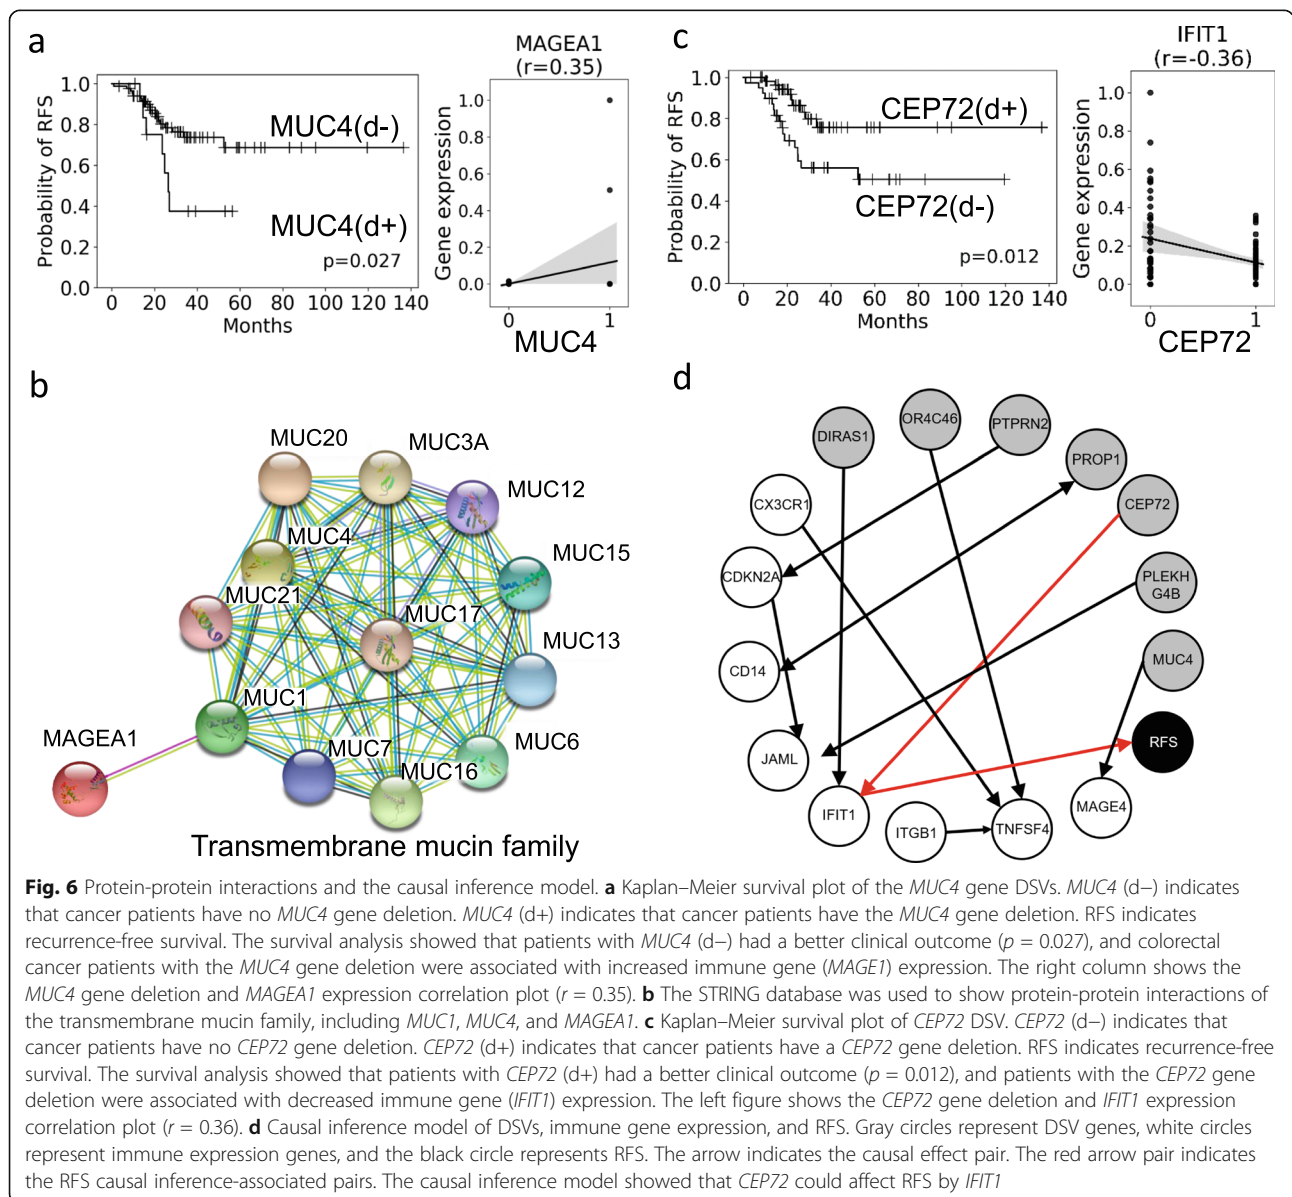 a
1.0
0.8
0.6
0.4
0.2
0.0
Probability of RFS
MUC4(d-)
MUC4(d+)
p=0.027
0 20 40 60 80 100 120 140
Months
MAGEA1
(r=0.35)
1.0
0.8
0.6
0.4
0.2
0.0
Gene expression
0 1
MUC4
c
1.0
0.8
0.6
0.4
0.2
0.0
Probability of RFS
CEP72(d+)
CEP72(d-)
p=0.012
0 20 40 60 80 100 120 140
Months
IFIT1
(r=-0.36)
1.0
0.8
0.6
0.4
0.2
0.0
Gene expression
0 1
CEP72
b
MUC20
MUC3A
MUC12
MUC4
MUC15
MUC21
MUC17
MUC13
MUC1
MAGEA1
MUC7
MUC6
MUC16
Transmembrane mucin family
d
DIRAS1
OR4C46
PTPRN2
PROP1
CX3CR1
CEP72
CDKN2A
PLEKH
G4B
CD14
MUC4
JAML
RFS
IFIT1
ITGB1
TNFSF4
MAGE4
Fig. 6 Protein-protein interactions and the causal inference model. a Kaplan–Meier survival plot of the MUC4 gene DSVs. MUC4 (d−) indicates
that cancer patients have no MUC4 gene deletion. MUC4 (d+) indicates that cancer patients have the MUC4 gene deletion. RFS indicates
recurrence-free survival. The survival analysis showed that patients with MUC4 (d−) had a better clinical outcome (p = 0.027), and colorectal
cancer patients with the MUC4 gene deletion were associated with increased immune gene (MAGE1) expression. The right column shows the
MUC4 gene deletion and MAGEA1 expression correlation plot (r = 0.35). b The STRING database was used to show protein-protein interactions of
the transmembrane mucin family, including MUC1, MUC4, and MAGEA1. c Kaplan–Meier survival plot of CEP72 DSV. CEP72 (d−) indicates that
cancer patients have no CEP72 gene deletion. CEP72 (d+) indicates that cancer patients have a CEP72 gene deletion. RFS indicates recurrence-free
survival. The survival analysis showed that patients with CEP72 (d+) had a better clinical outcome (p = 0.012), and patients with the CEP72 gene
deletion were associated with decreased immune gene (IFIT1) expression. The left figure shows the CEP72 gene deletion and IFIT1 expression
correlation plot (r = 0.36). d Causal inference model of DSVs, immune gene expression, and RFS. Gray circles represent DSV genes, white circles
represent immune expression genes, and the black circle represents RFS. The arrow indicates the causal effect pair. The red arrow pair indicates
the RFS causal inference-associated pairs. The causal inference model showed that CEP72 could affect RFS by IFIT1